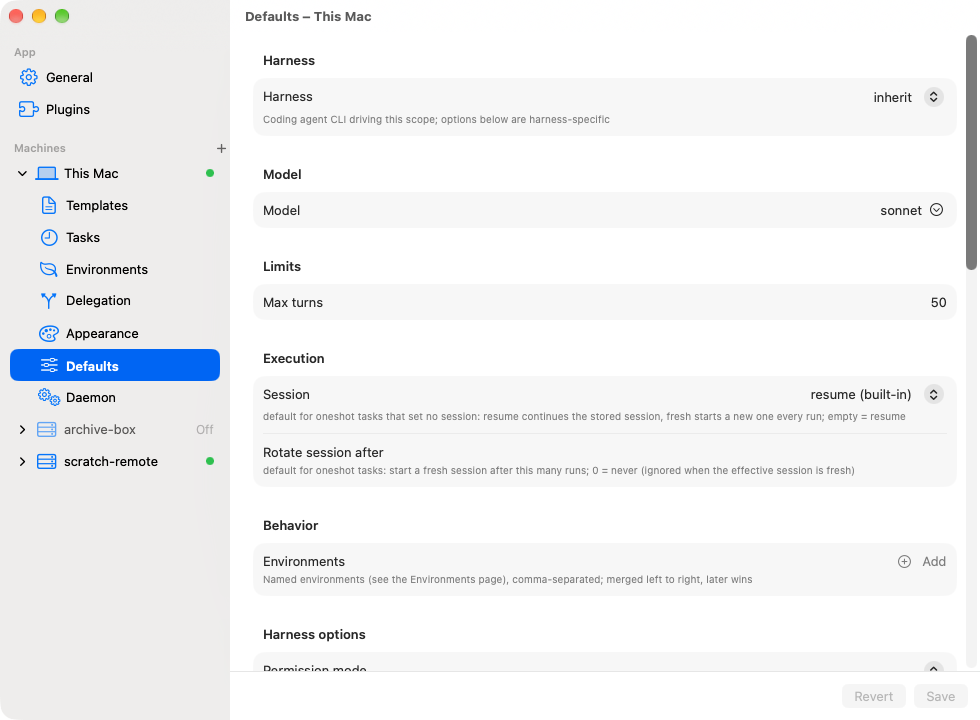 Defaults – This Mac
App
General
Plugins
Machines
This Mac
Templates
Tasks
Environments
Delegation
Appearance
Defaults
Daemon
archive-box Off
scratch-remote
Harness
Harness inherit
Coding agent CLI driving this scope; options below are harness-specific
Model
Model sonnet
Limits
Max turns 50
Execution
Session resume (built-in)
default for oneshot tasks that set no session: resume continues the stored session, fresh starts a new one every run; empty = resume
Rotate session after
default for oneshot tasks: start a fresh session after this many runs; 0 = never (ignored when the effective session is fresh)
Behavior
Environments Add
Named environments (see the Environments page), comma-separated; merged left to right, later wins
Harness options
Permission mode
Revert Save